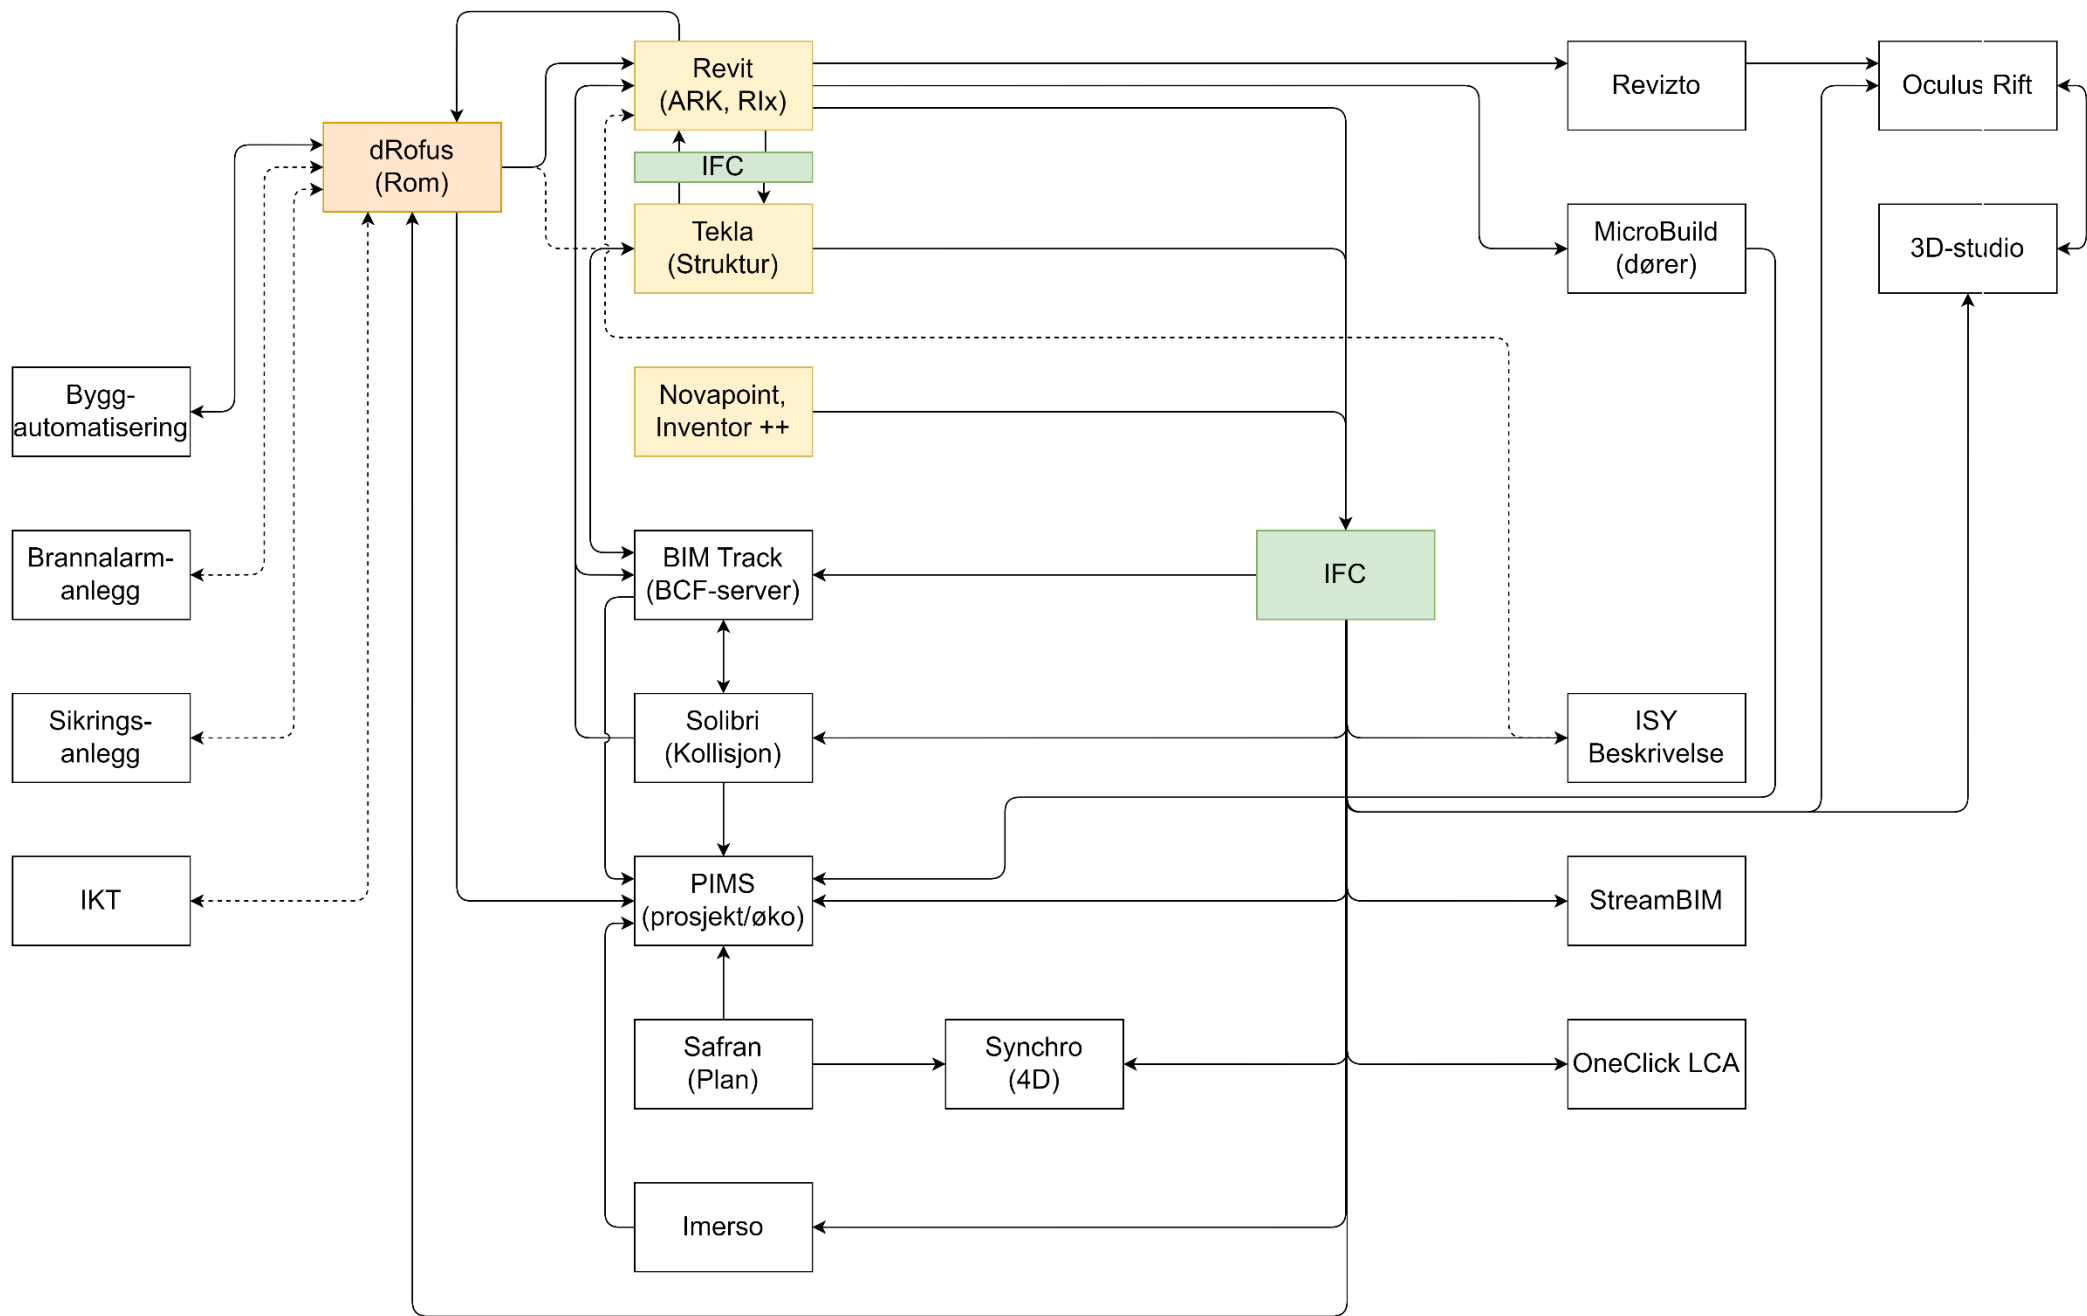 Revit
(ARK, RIx)
Revizto
Oculus Rift
dRofus
(Rom)
IFC
Tekla
(Struktur)
MicroBuild
(dører)
3D-studio
Bygg-
automatisering
Novapoint,
Inventor ++
Brannalarm-
anlegg
BIM Track
(BCF-server)
IFC
Sikrings-
anlegg
Solibri
(Kollisjon)
ISY
Beskrivelse
IKT
PIMS
(prosjekt/øko)
StreamBIM
Safran
(Plan)
Synchro
(4D)
OneClick LCA
Imerso